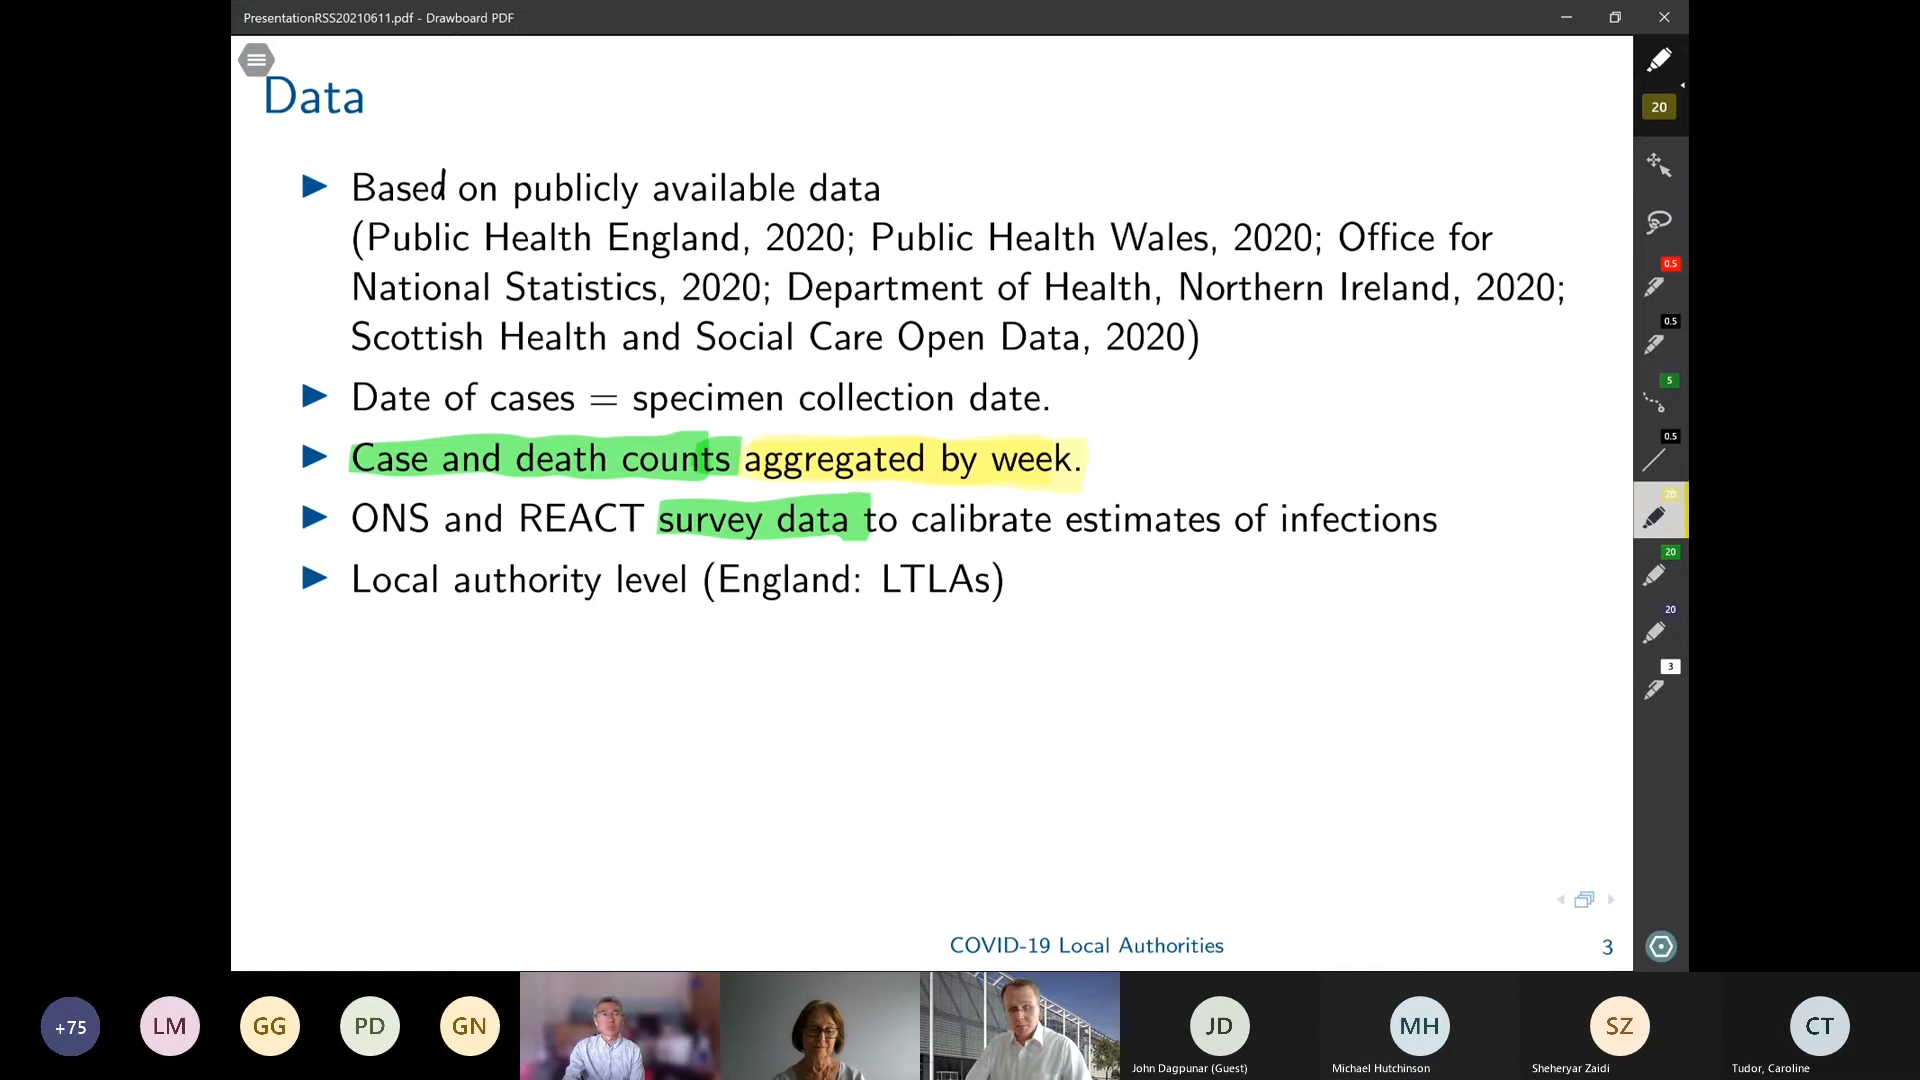 PresentationRSS20210611.pdf - Drawboard PDF
Data
20
Based on publicly available data
(Public Health England, 2020; Public Health Wales, 2020; Office for
National Statistics, 2020; Department of Health, Northern Ireland, 2020;
Scottish Health and Social Care Open Data, 2020)
Date of cases = specimen collection date.
Case and death counts aggregated by week.
ONS and REACT survey data to calibrate estimates of infections
Local authority level (England: LTLAs)
0.5
0.5
5
0.5
20
20
20
3
COVID-19 Local Authorities
3
+75
LM
GG
PD
GN
JD
MH
SZ
CT
John Dagpunar (Guest)
Michael Hutchinson
Sheheryar Zaidi
Tudor, Caroline